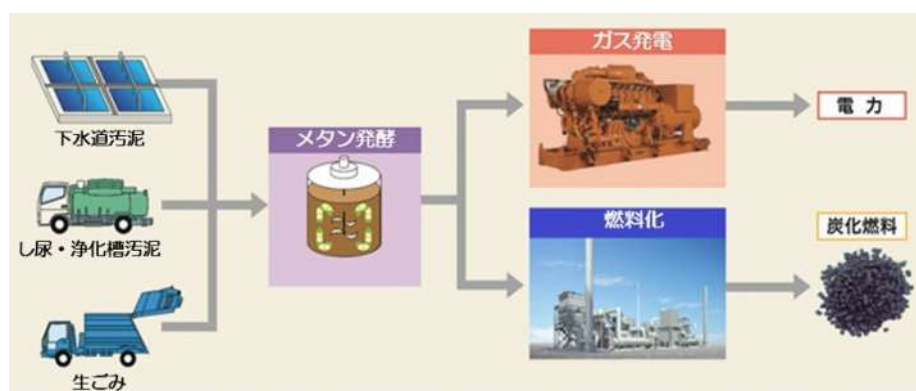 下水道汚泥
し尿・浄化槽汚泥
生ごみ
メタン発酵
ガス発電
燃料化
電力
炭化燃料